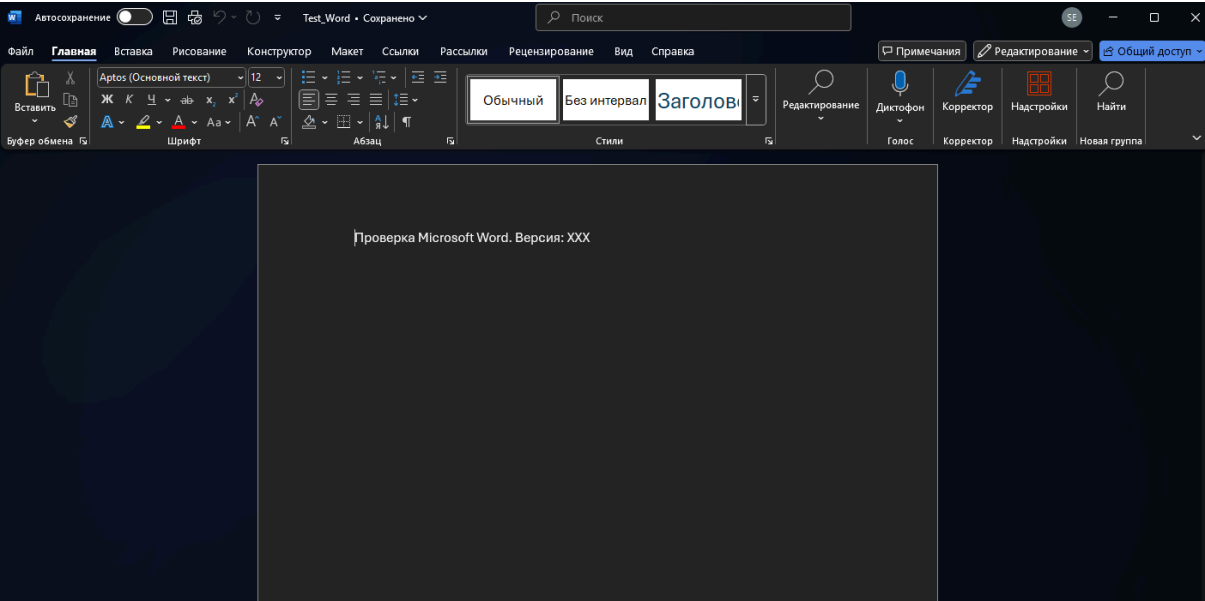 W Автосохранение Test_Word • Сохранено Поиск SE
Файл Главная Вставка Рисование Конструктор Макет Ссылки Рассылки Рецензирование Вид Справка Примечания Редактирование Общий доступ
Вставить
Буфер обмена
Aptos (Основной текст) 12
Ж К Ч ab x, x² A
A A Aa A A
Шрифт
А Я ¶
Абзац
Обычный Без интервал Заголов
Стили
Редактирование
Диктофон
Голос
Корректор
Корректор
Надстройки
Надстройки
Найти
Новая группа
Проверка Microsoft Word. Версия: XXX